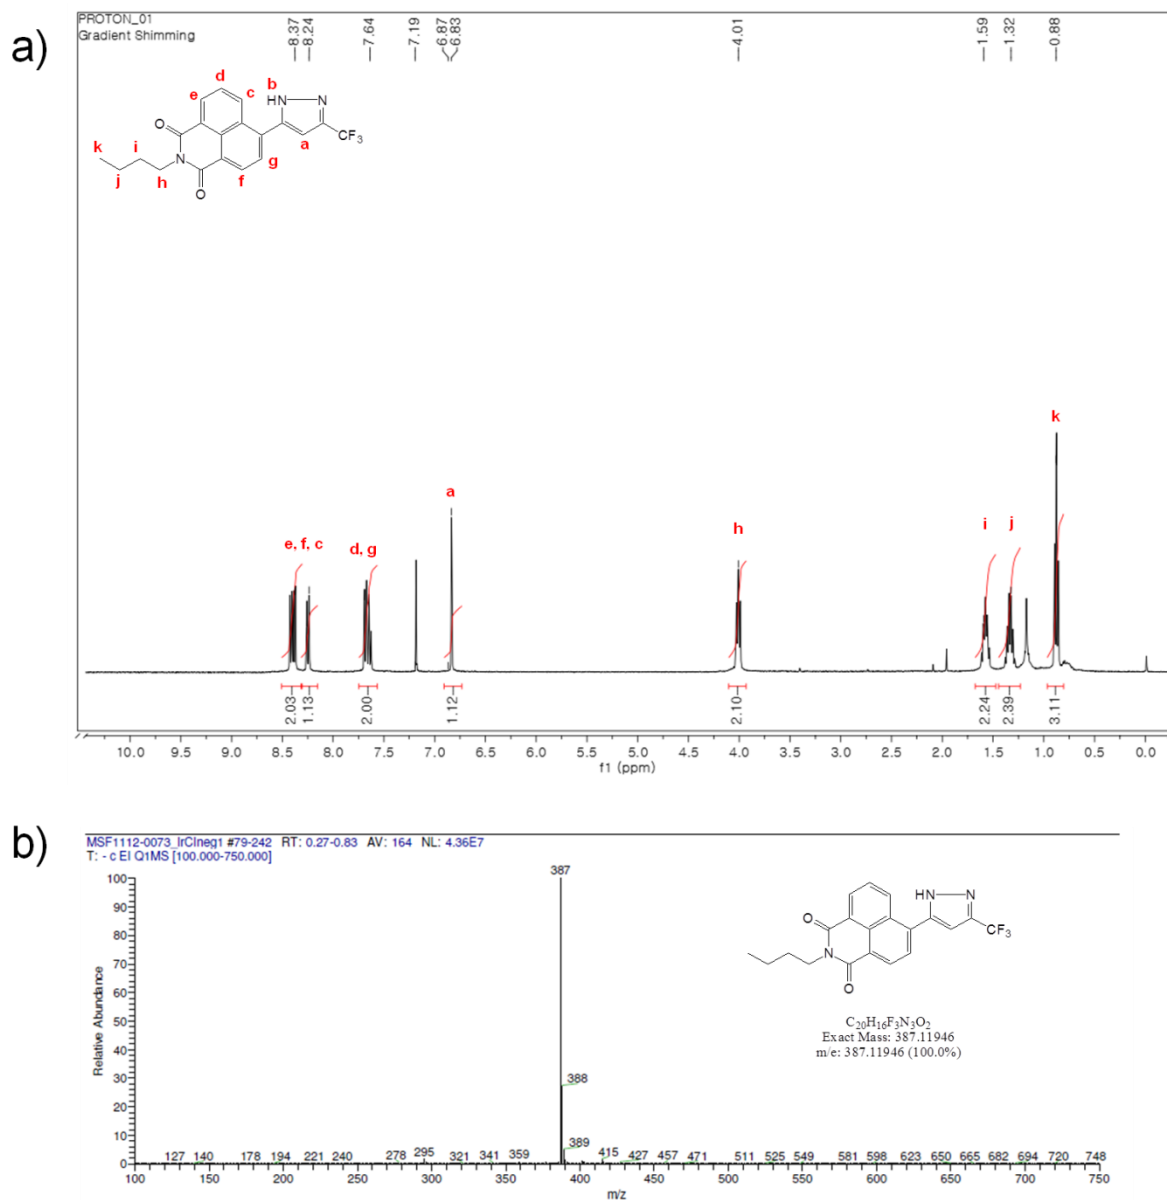 a)
PROTON_01
Gradient Shimming
8.37
8.24
7.64
7.19
6.87
6.83
4.01
1.59
1.32
0.88
d
b
e
c
HN
N
O
CF3
k
i
a
N
g
j
h
O
f
k
a
e, f, c
d, g
h
i
j
2.03
1.13
2.00
1.12
2.10
2.24
2.39
3.11
10.0 9.5 9.0 8.5 8.0 7.5 7.0 6.5 6.0 5.5 5.0 4.5 4.0 3.5 3.0 2.5 2.0 1.5 1.0 0.5 0.0
f1 (ppm)
b)
MSF1112-0073_IrClneg1 #79-242 RT: 0.27-0.83 AV: 164 NL: 4.36E7
T: - c EI Q1MS [100.000-750.000]
387
100
90
80
70
60
50
40
30
20
10
0
Relative Abundance
HN
N
O
CF3
N
O
C20H16F3N3O2
Exact Mass: 387.11946
m/e: 387.11946 (100.0%)
388
389
127 140 178 194 221 240 278 295 321 341 359 415 427 457 471 511 525 549 581 598 623 650 665 682 694 720 748
100 150 200 250 300 350 400 450 500 550 600 650 700 750
m/z